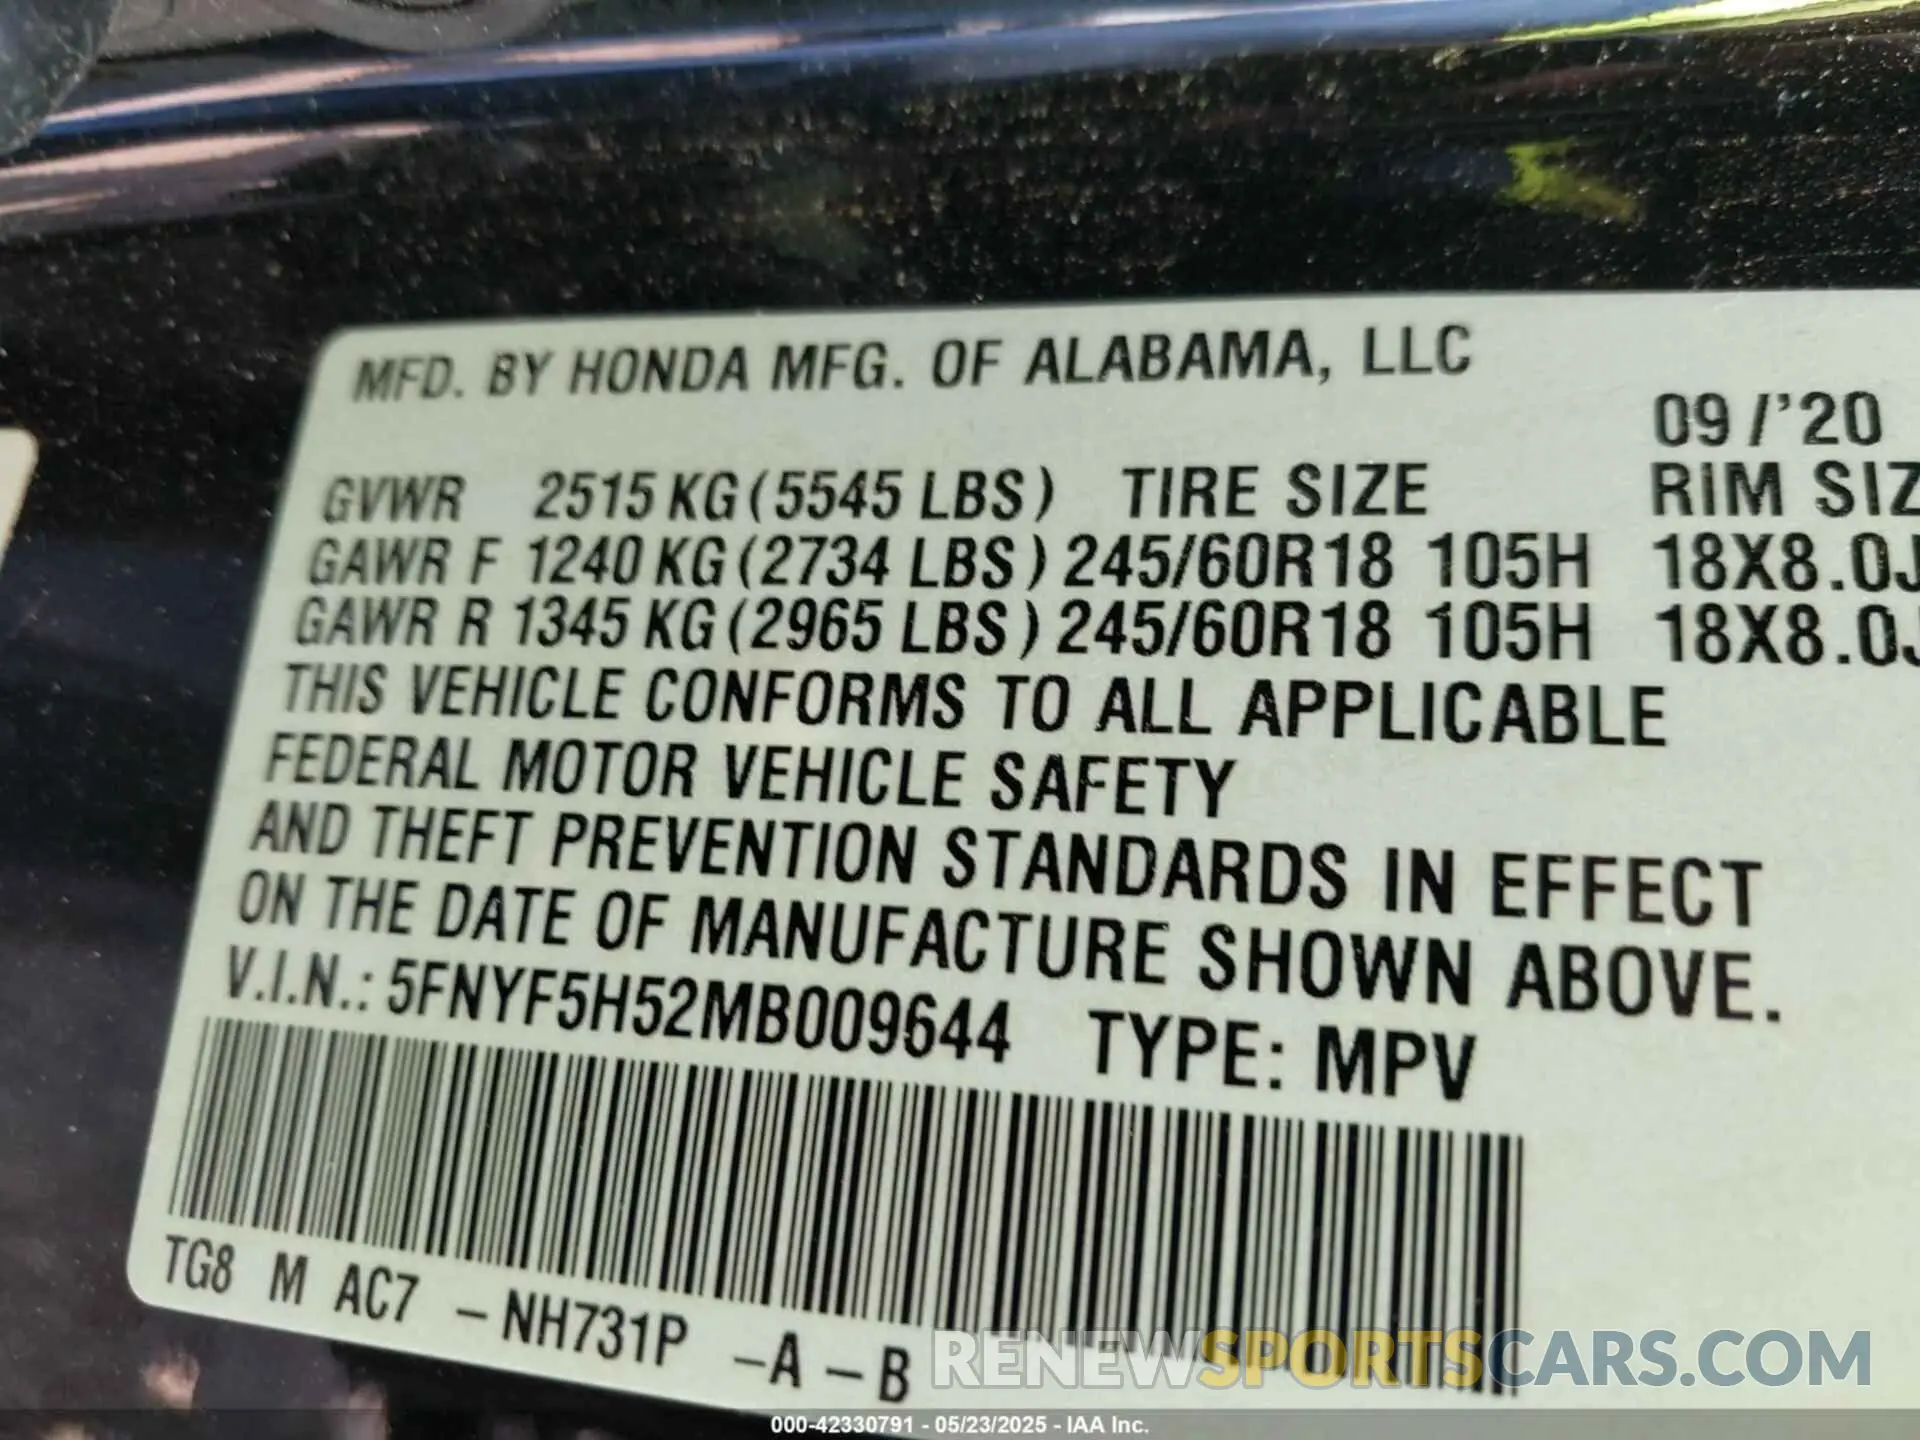 MFD. BY HONDA MFG. OF ALABAMA, LLC
09/'20
GVWR 2515 KG (5545 LBS) TIRE SIZE RIM SIZ
GAWR F 1240 KG (2734 LBS) 245/60R18 105H 18X8.0J
GAWR R 1345 KG (2965 LBS) 245/60R18 105H 18X8.0J
THIS VEHICLE CONFORMS TO ALL APPLICABLE
FEDERAL MOTOR VEHICLE SAFETY
AND THEFT PREVENTION STANDARDS IN EFFECT
ON THE DATE OF MANUFACTURE SHOWN ABOVE.
V.I.N.: 5FNYF5H52MB009644 TYPE: MPV
TG8 M AC7 -NH731P -A -B
RENEWSPORTSCARS.COM
000-42330791 - 05/23/2025 - IAA Inc.